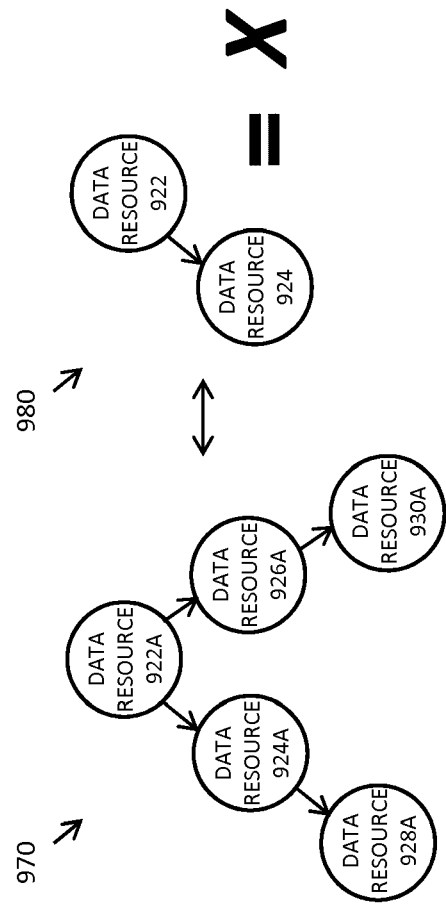 970
980
DATA
RESOURCE
922A
DATA
RESOURCE
924A
DATA
RESOURCE
926A
DATA
RESOURCE
928A
DATA
RESOURCE
930A
DATA
RESOURCE
922
DATA
RESOURCE
924
= X